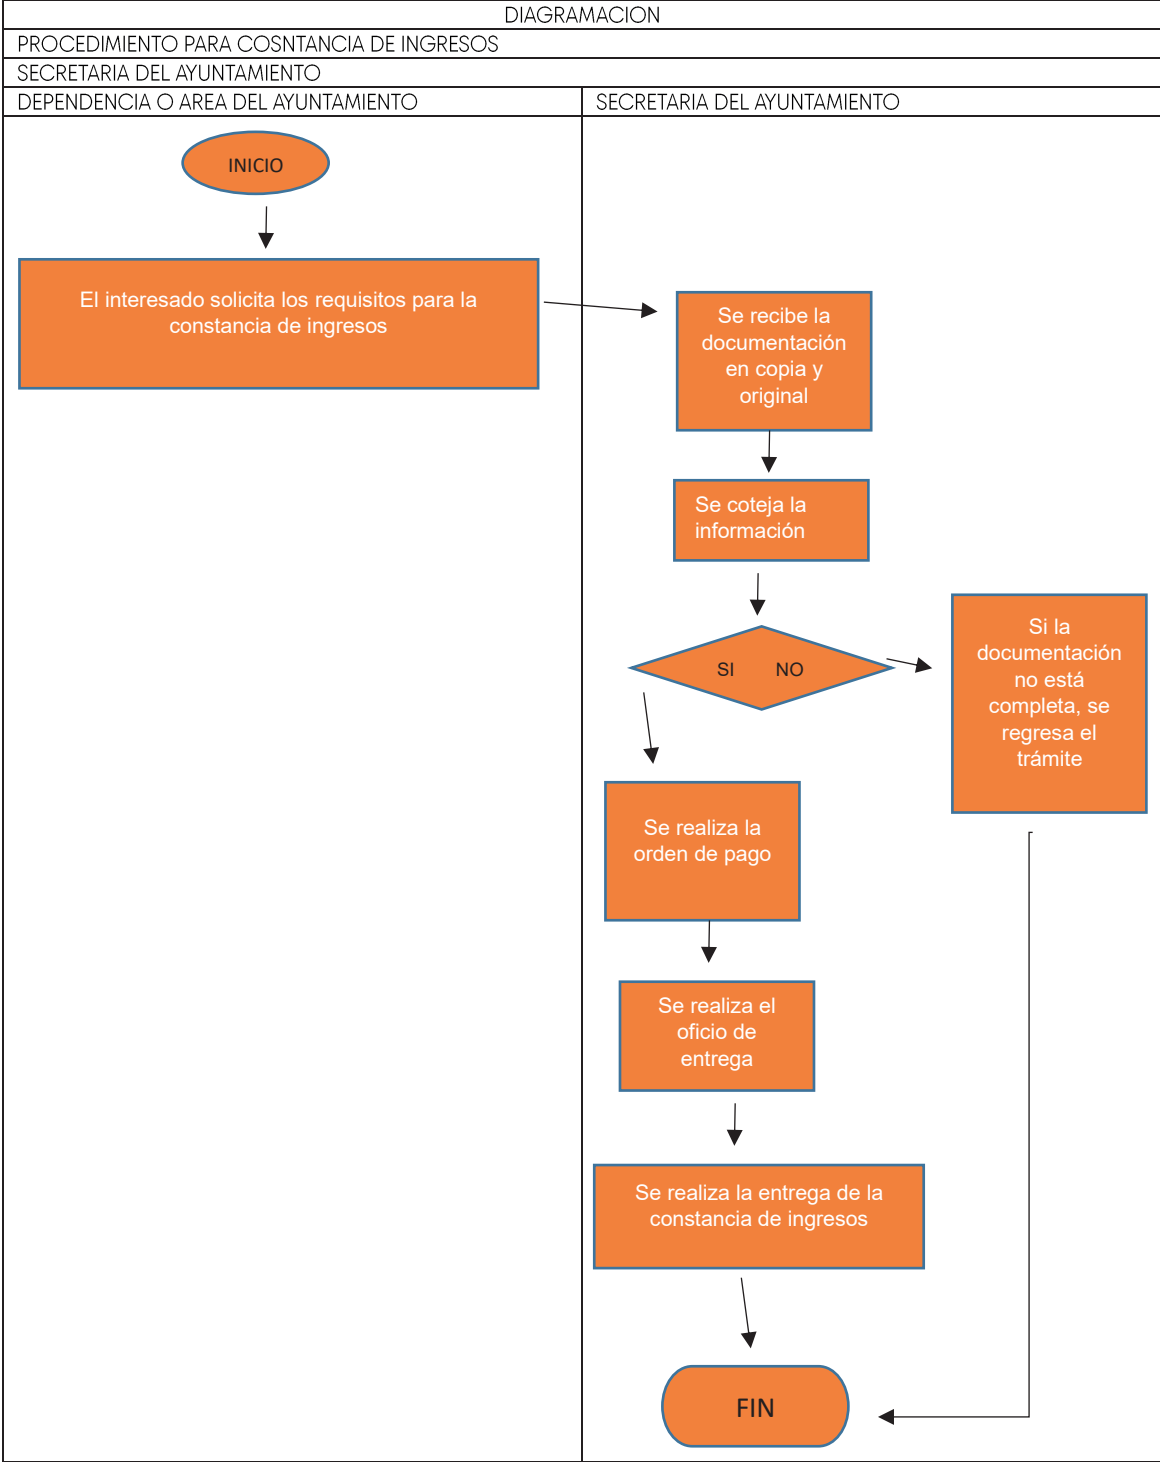 DIAGRAMACION
PROCEDIMIENTO PARA COSNTANCIA DE INGRESOS
SECRETARIA DEL AYUNTAMIENTO
DEPENDENCIA O AREA DEL AYUNTAMIENTO
SECRETARIA DEL AYUNTAMIENTO
INICIO
El interesado solicita los requisitos para la
constancia de ingresos
Se recibe la
documentación
en copia y
original
Se coteja la
información
SI NO
Si la
documentación
no está
completa, se
regresa el
trámite
Se realiza la
orden de pago
Se realiza el
oficio de
entrega
Se realiza la entrega de la
constancia de ingresos
FIN